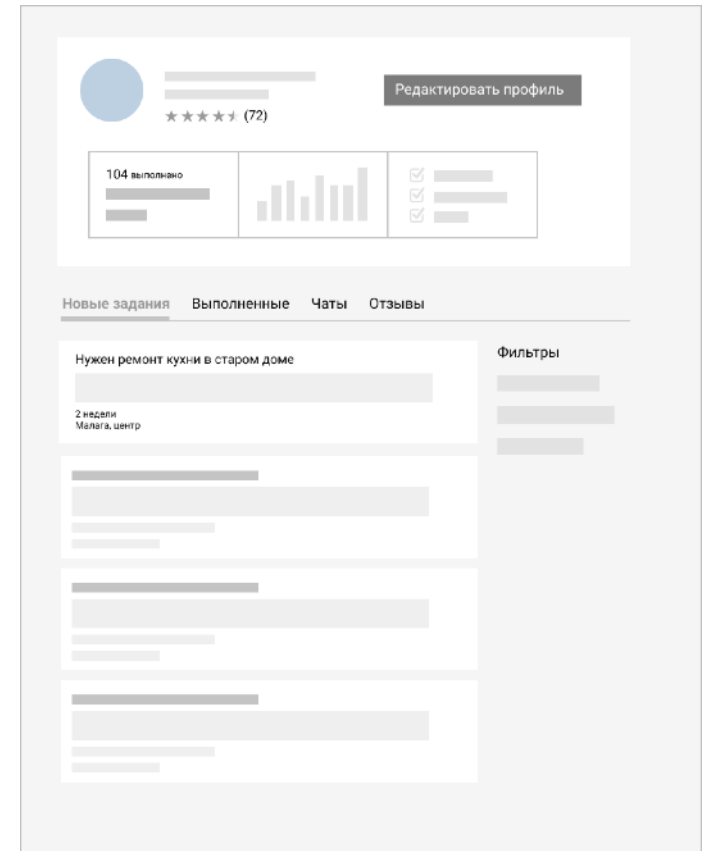 Редактировать профиль
(72)
104 выполнано
Новые задания Выполненные Чаты Отзывы
Нужен ремонт кухни в старом доме
2 недели
Малага, центр
Фильтры